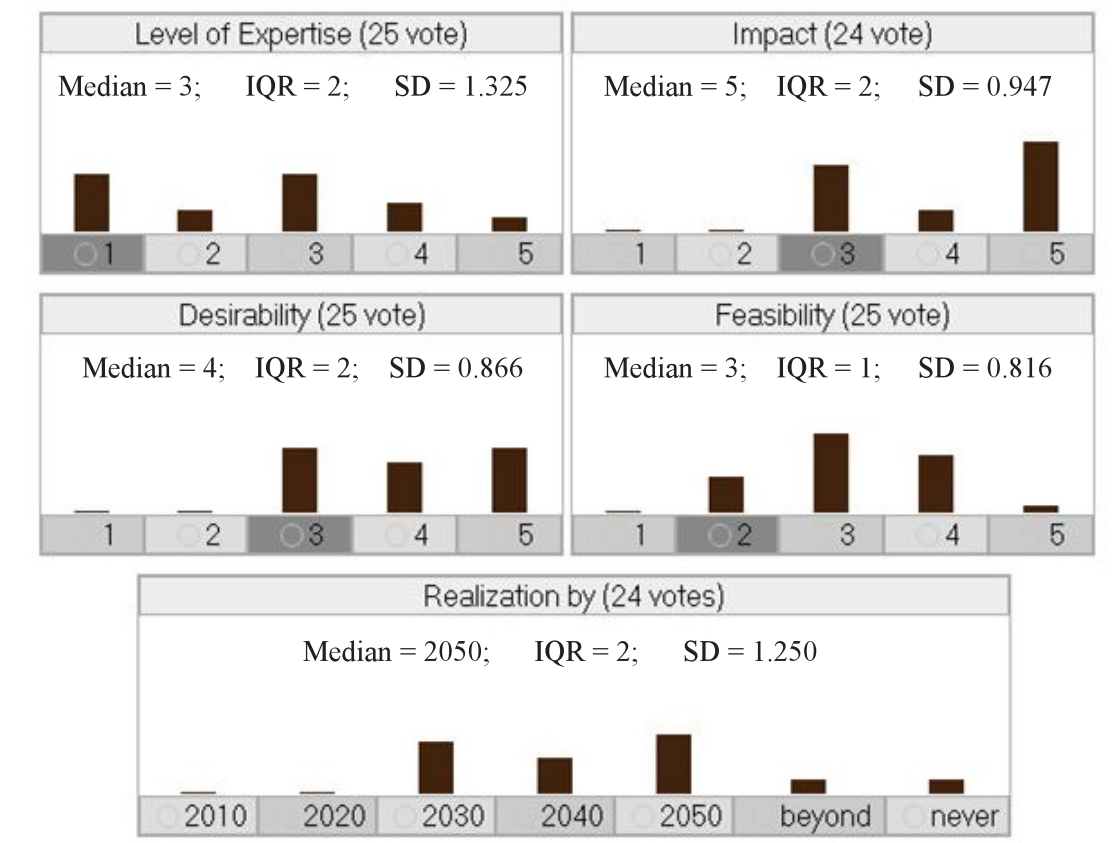 Level of Expertise (25 vote)
Median = 3; IQR = 2; SD = 1.325
1 2 3 4 5
Impact (24 vote)
Median = 5; IQR = 2; SD = 0.947
1 2 3 4 5
Desirability (25 vote)
Median = 4; IQR = 2; SD = 0.866
1 2 3 4 5
Feasibility (25 vote)
Median = 3; IQR = 1; SD = 0.816
1 2 3 4 5
Realization by (24 votes)
Median = 2050; IQR = 2; SD = 1.250
2010 2020 2030 2040 2050 beyond never